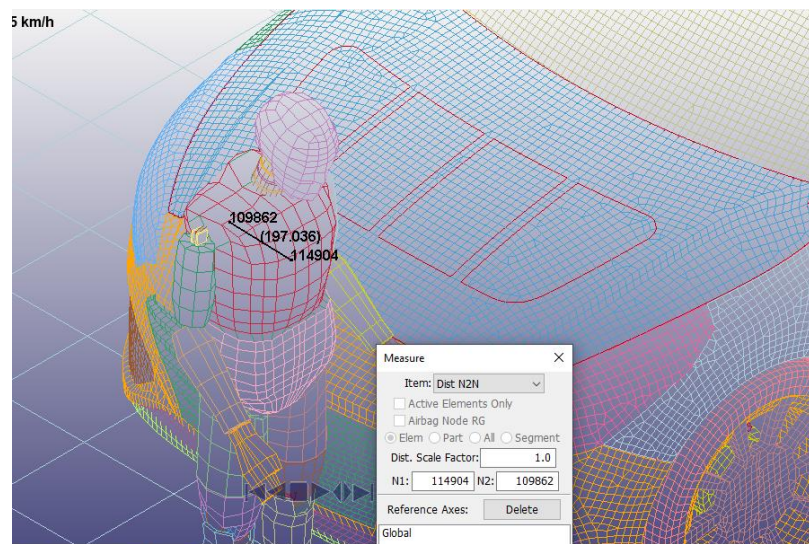 5 km/h
109862
(197.036)
114904
Measure
Item: Dist N2N
Active Elements Only
Airbag Node RG
Elem Part All Segment
Dist. Scale Factor: 1.0
N1: 114904 N2: 109862
Reference Axes: Delete
Global